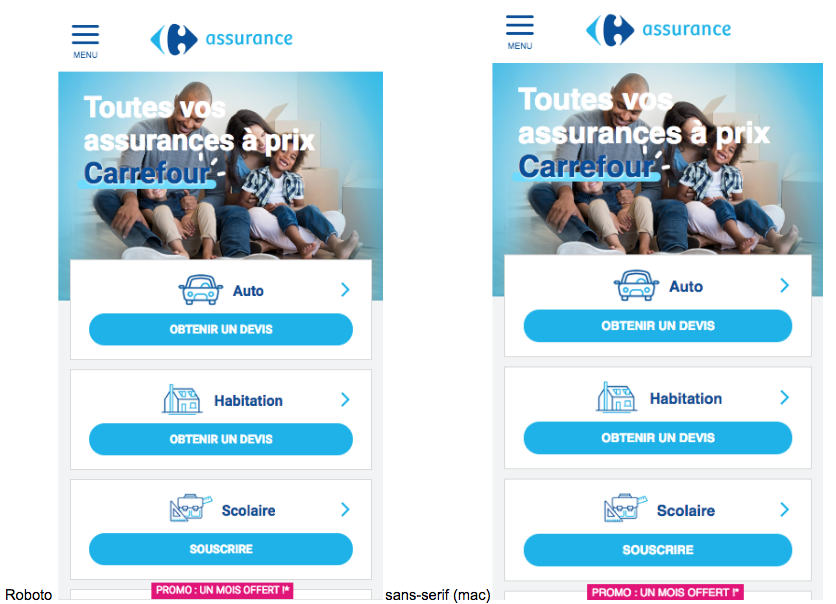 MENU
assurance
Toutes vos
assurances à prix
Carrefour
Auto
OBTENIR UN DEVIS
Habitation
OBTENIR UN DEVIS
Scolaire
SOUSCRIRE
PROMO : UN MOIS OFFERT !*
Roboto
MENU
assurance
Toutes vos
assurances à prix
Carrefour
Auto
OBTENIR UN DEVIS
Habitation
OBTENIR UN DEVIS
Scolaire
SOUSCRIRE
PROMO : UN MOIS OFFERT !*
sans-serif (mac)